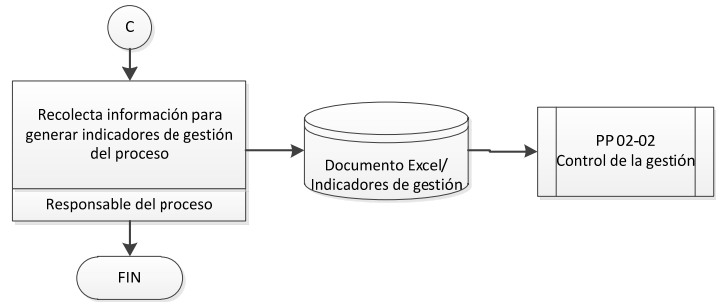 C
Recolecta información para
generar indicadores de gestión
del proceso
Responsable del proceso
FIN
Documento Excel/
Indicadores de gestión
PP 02-02
Control de la gestión